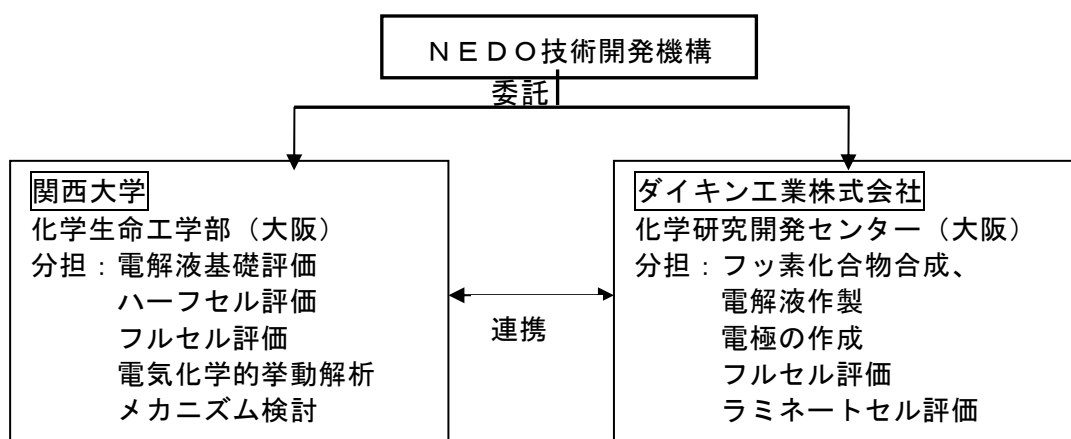 ＮＥＤＯ技術開発機構
委託
関西大学
化学生命工学部（大阪）
分担：電解液基礎評価
ハーフセル評価
フルセル評価
電気化学的挙動解析
メカニズム検討
連携
ダイキン工業株式会社
化学研究開発センター（大阪）
分担：フッ素化合物合成、
電解液作製
電極の作成
フルセル評価
ラミネートセル評価